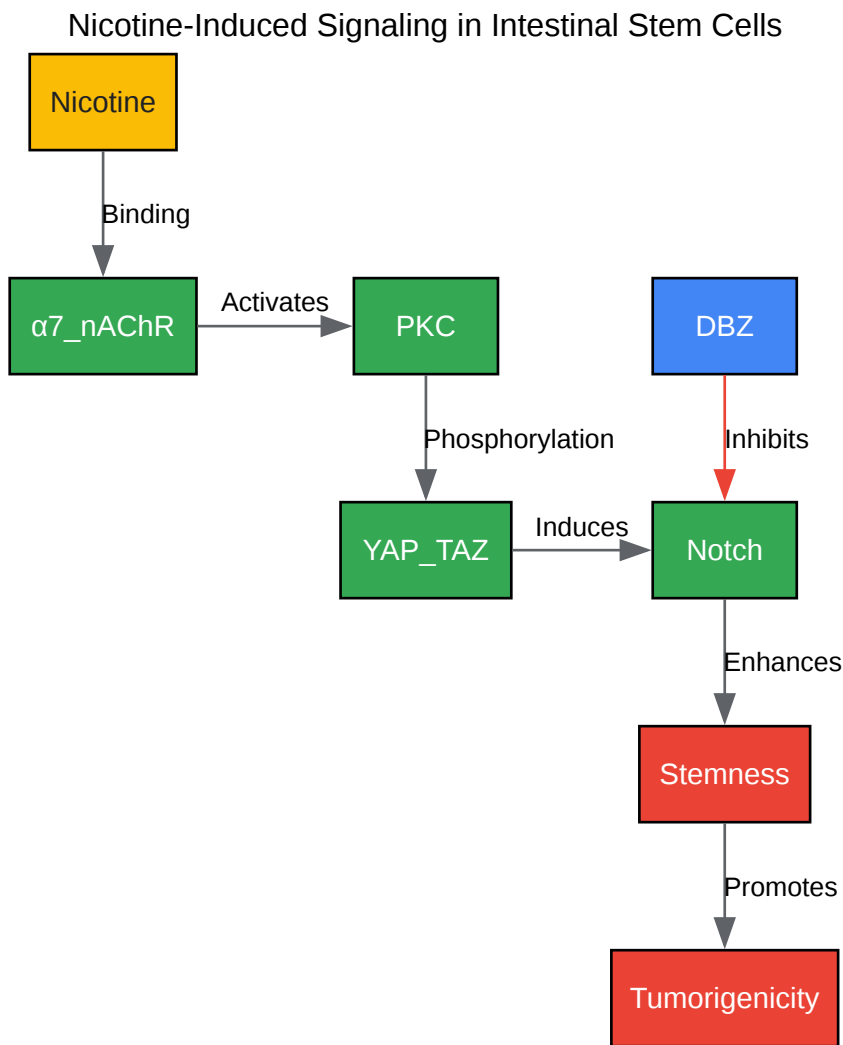 Nicotine-Induced Signaling in Intestinal Stem Cells
Nicotine
Binding
α7_nAChR
Activates
PKC
DBZ
Phosphorylation
Inhibits
YAP_TAZ
Induces
Notch
Enhances
Stemness
Promotes
Tumorigenicity